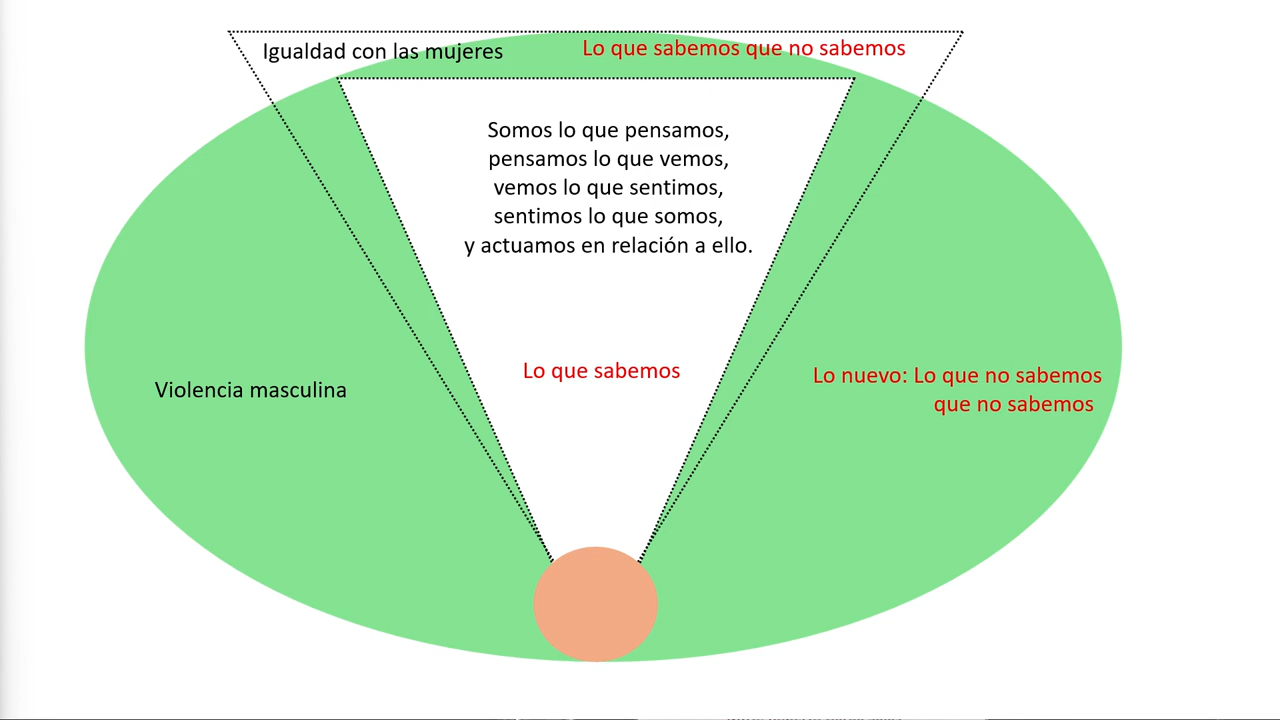 Igualdad con las mujeres
Lo que sabemos que no sabemos
Somos lo que pensamos,
pensamos lo que vemos,
vemos lo que sentimos,
sentimos lo que somos,
y actuamos en relación a ello.
Lo que sabemos
Violencia masculina
Lo nuevo: Lo que no sabemos
que no sabemos